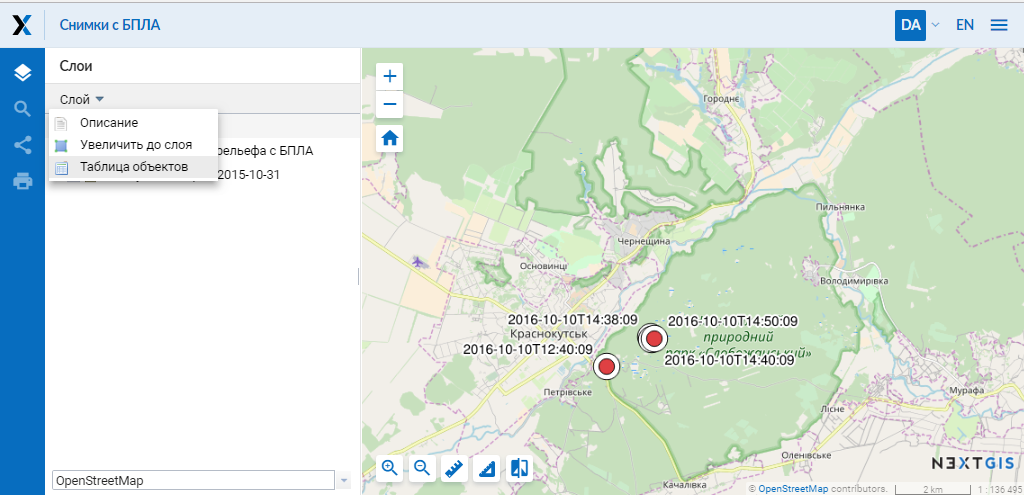 Снимки с БПЛА
DA
EN
Слои
Слой
Описание
Увеличить до слоя
рельефа с БПЛА
Таблица объектов
2015-10-31
OpenStreetMap
+
−
Городнє
Пильнянка
Чернещина
Основинці
Володимирівка
2016-10-10T14:38:09
2016-10-10T14:50:09
Краснокутськ
природний
2016-10-10T12:40:09
парк «Слобожанський»
2016-10-10T14:40:09
Петрівське
Мурафа
Лісне
Оленівське
Качалівка
NEXTGIS
© OpenStreetMap contributors.
2 km
1 : 136 495